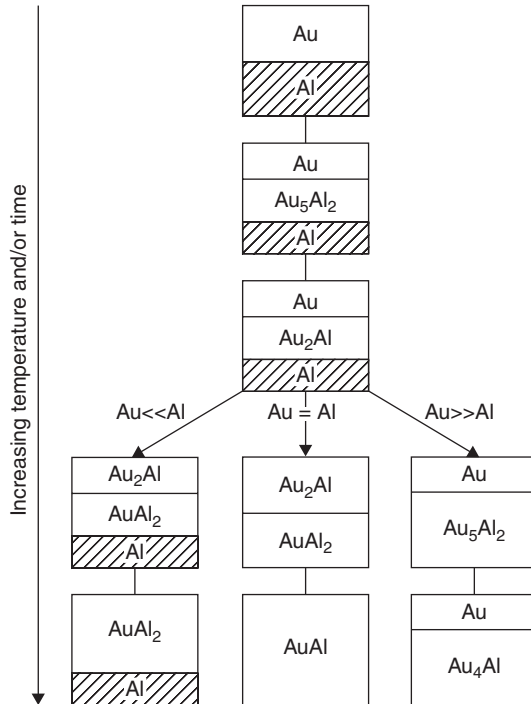 Increasing temperature and/or time
Au
Al
Au
Au₅Al₂
Al
Au
Au₂Al
Al
Au<<Al
Au = Al
Au>>Al
Au₂Al
AuAl₂
Al
Au₂Al
AuAl₂
Au
Au₅Al₂
AuAl₂
Al
AuAl
Au
Au₄Al